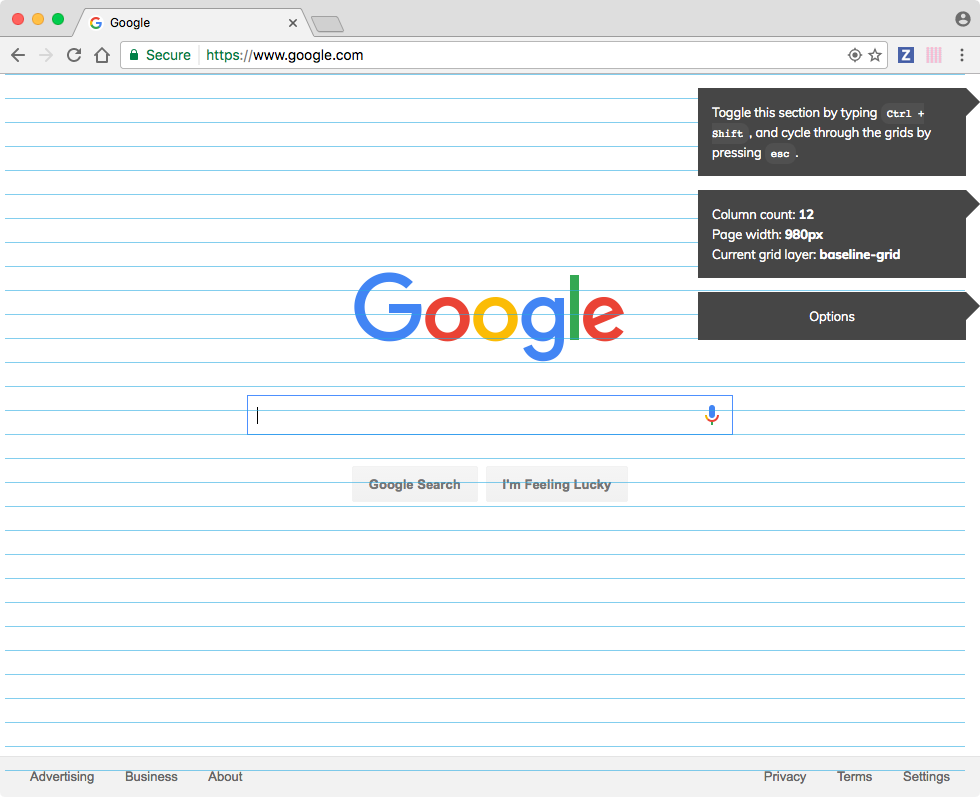 Google
Secure
https://www.google.com
Z
Toggle this section by typing Ctrl +
Shift , and cycle through the grids by
pressing esc .
Column count: 12
Page width: 980px
Current grid layer: baseline-grid
Options
Google
Google Search
I'm Feeling Lucky
Advertising
Business
About
Privacy
Terms
Settings